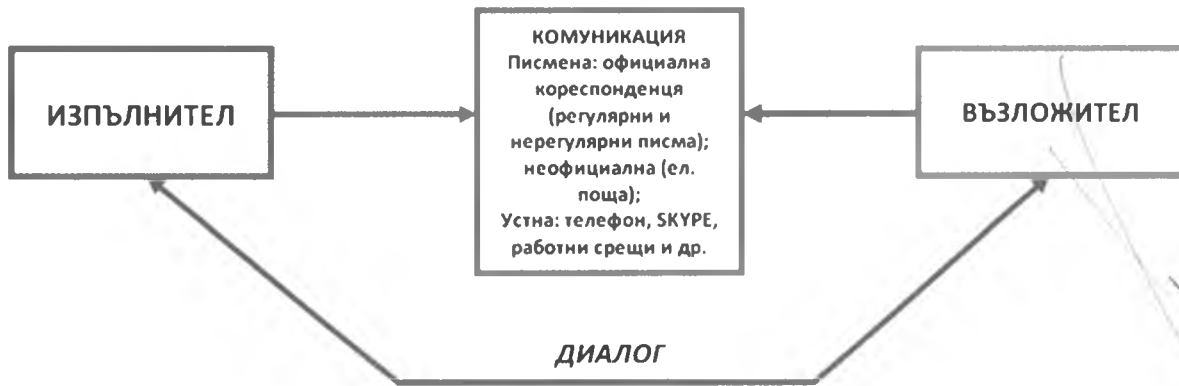 ИЗПЪЛНИТЕЛ
КОМУНИКАЦИЯ
Писмена: официална
кореспонденця
(регулярни и
нерегулярни писма);
неофициална (ел.
поща);
Устна: телефон, SKYPE,
работни срещи и др.
ВЪЗЛОЖИТЕЛ
ДИАЛОГ